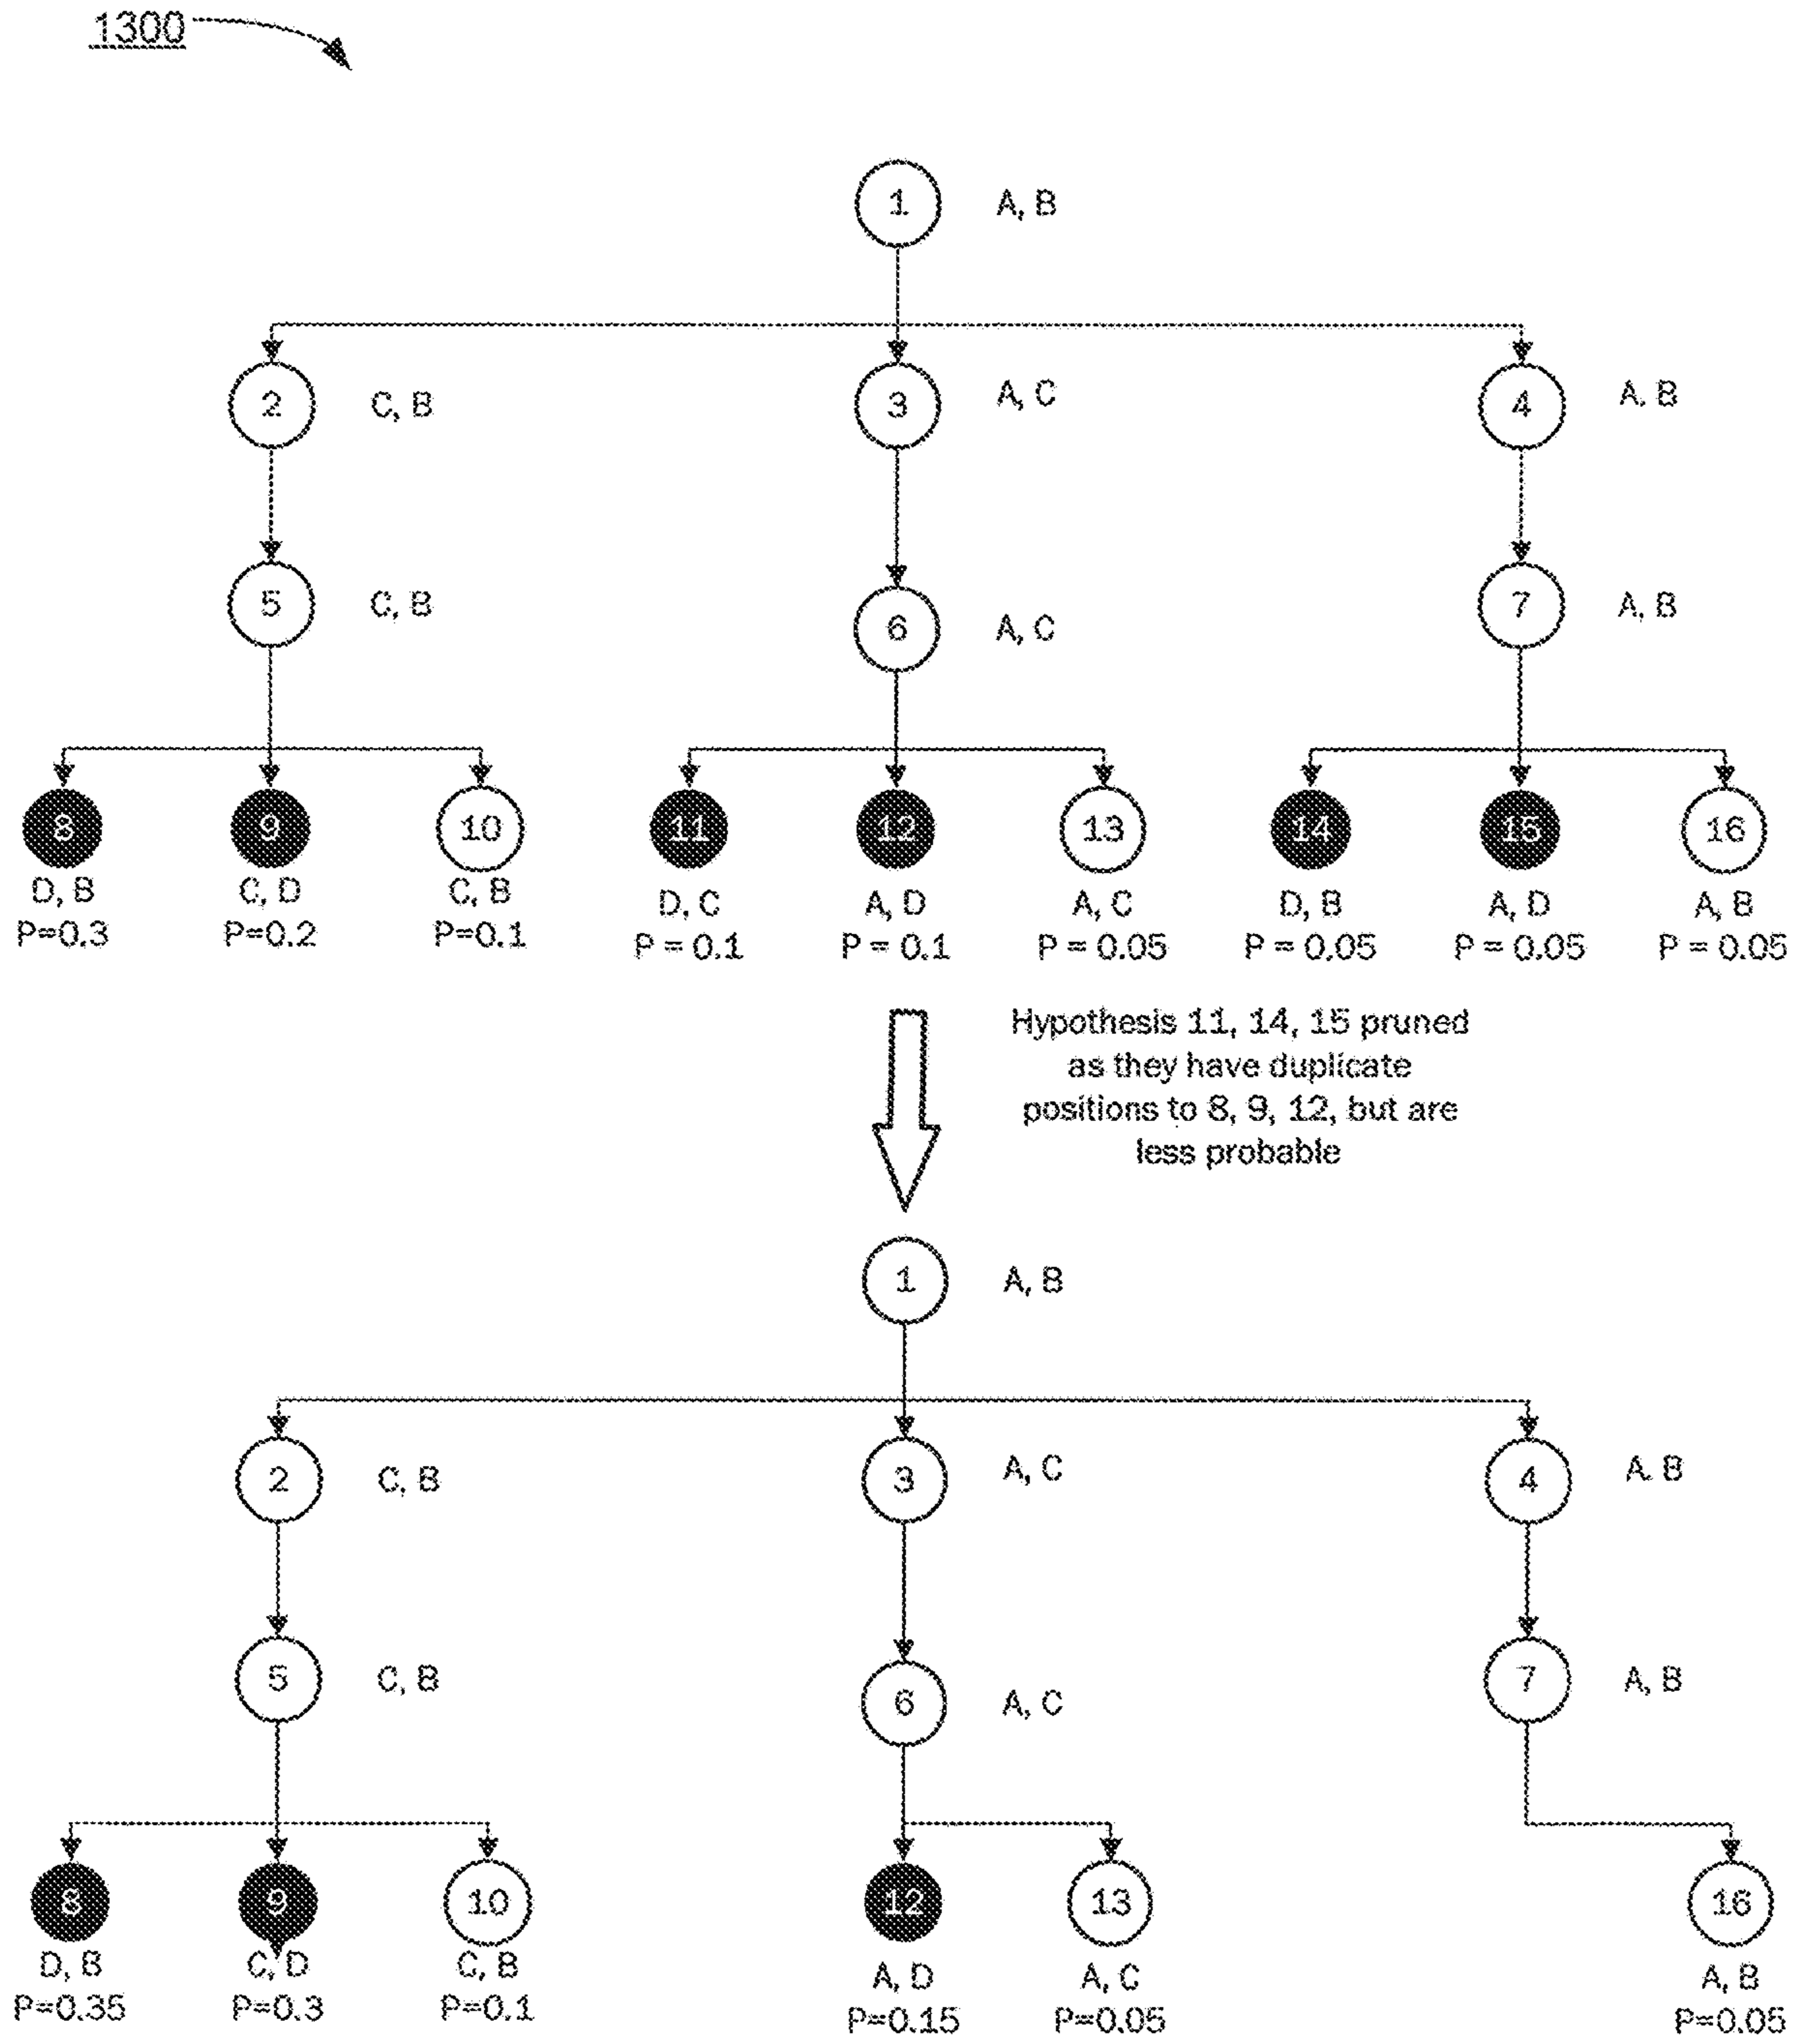 1300
1
A, B
2
C, B
3
A, C
4
A. B
5
C, B
6
A, C
7
A, B
8
9
10
11
12
13
14
15
16
D, B
C, D
C, B
D, C
A, D
A, C
D, B
A, D
A, B
P=0.3
P=0.2
P=0.1
P = 0.1
P = 0.1
P = 0.05
P = 0.05
P = 0.05
P = 0.05
Hypothesis 11, 14, 15 pruned
as they have duplicate
positions to 8, 9, 12, but are
less probable
1
A, B
2
C, B
3
A, C
4
A. B
5
C, B
6
A, C
7
A, B
8
9
10
12
13
16
D, B
C, D
C, B
A, D
A, C
A, B
P=0.35
P=0.3
P=0.1
P=0.15
P=0.05
P=0.05